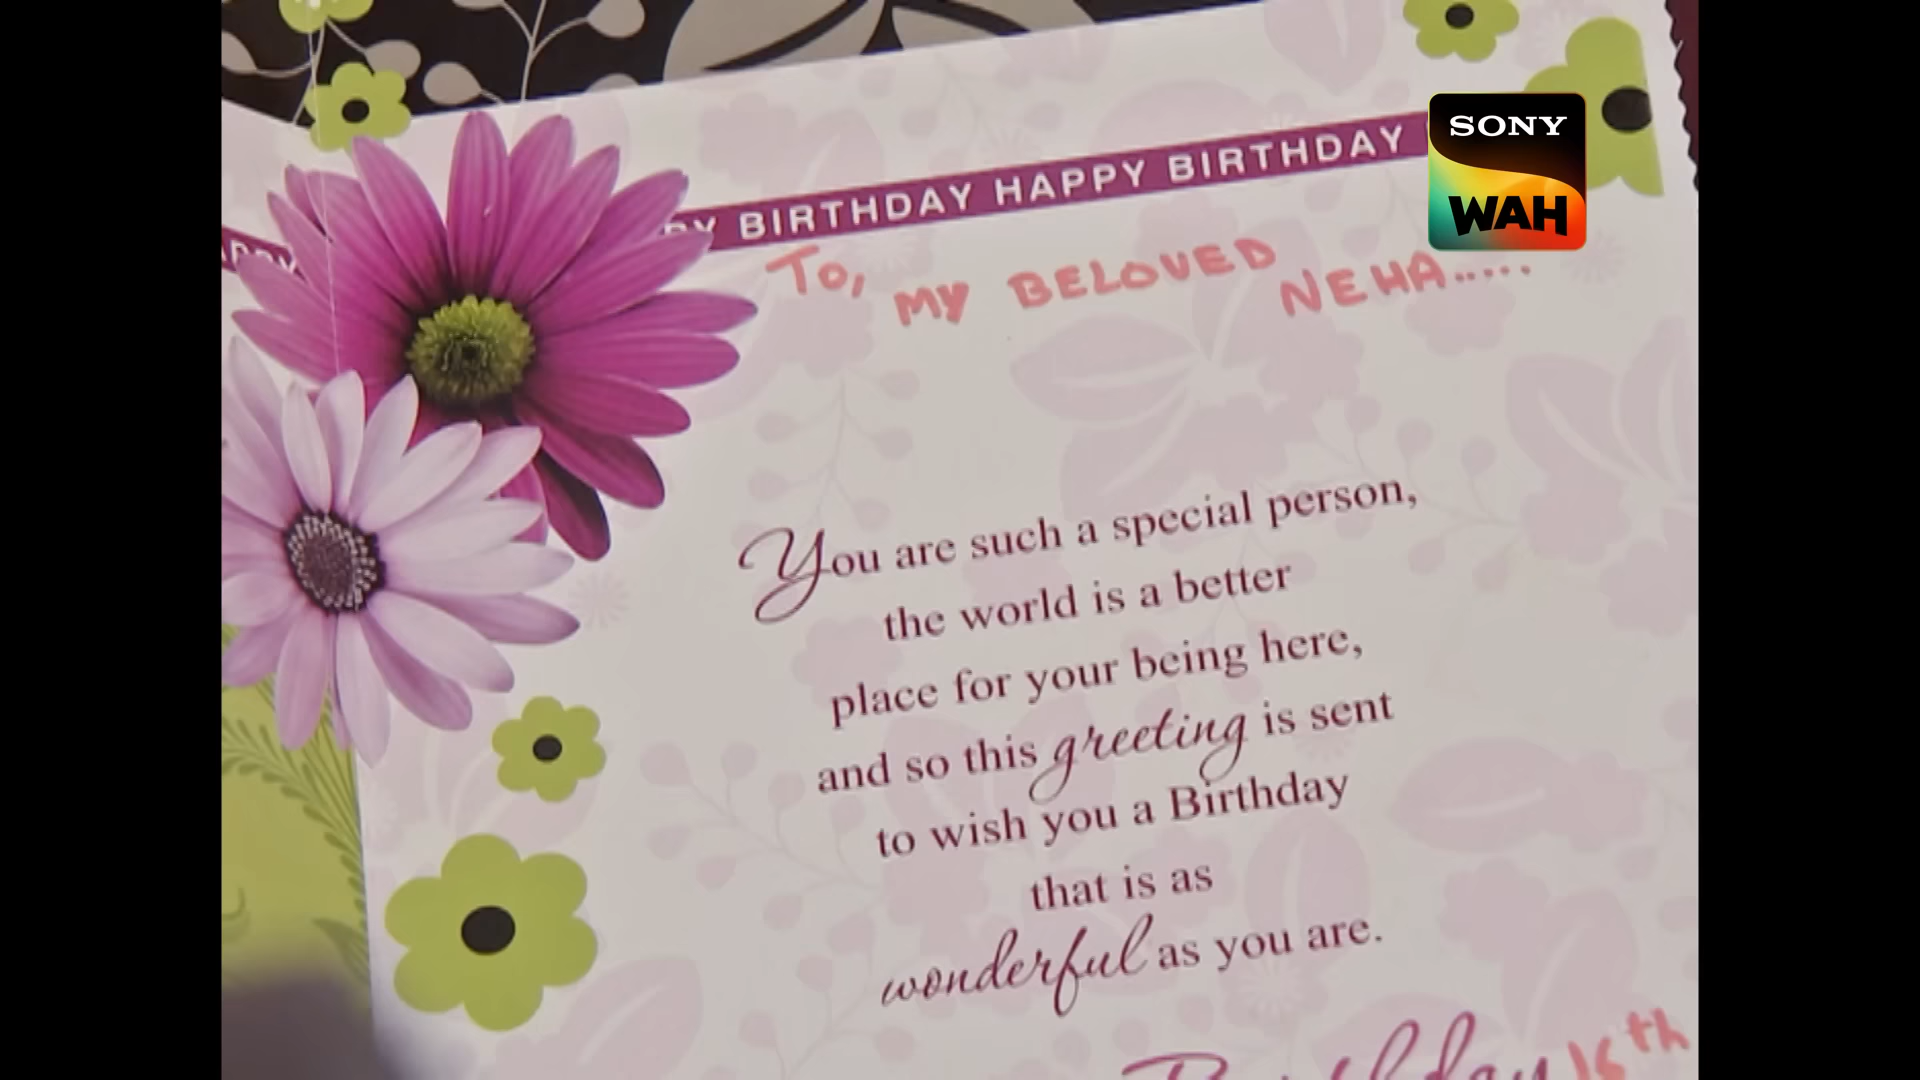 SONY
WAH
BIRTHDAY HAPPY BIRTHDAY
TO, MY BELOVED NEHA.....
You are such a special person,
the world is a better
place for your being here,
and so this greeting is sent
to wish you a Birthday
that is as
wonderful as you are.
Birthday 16th